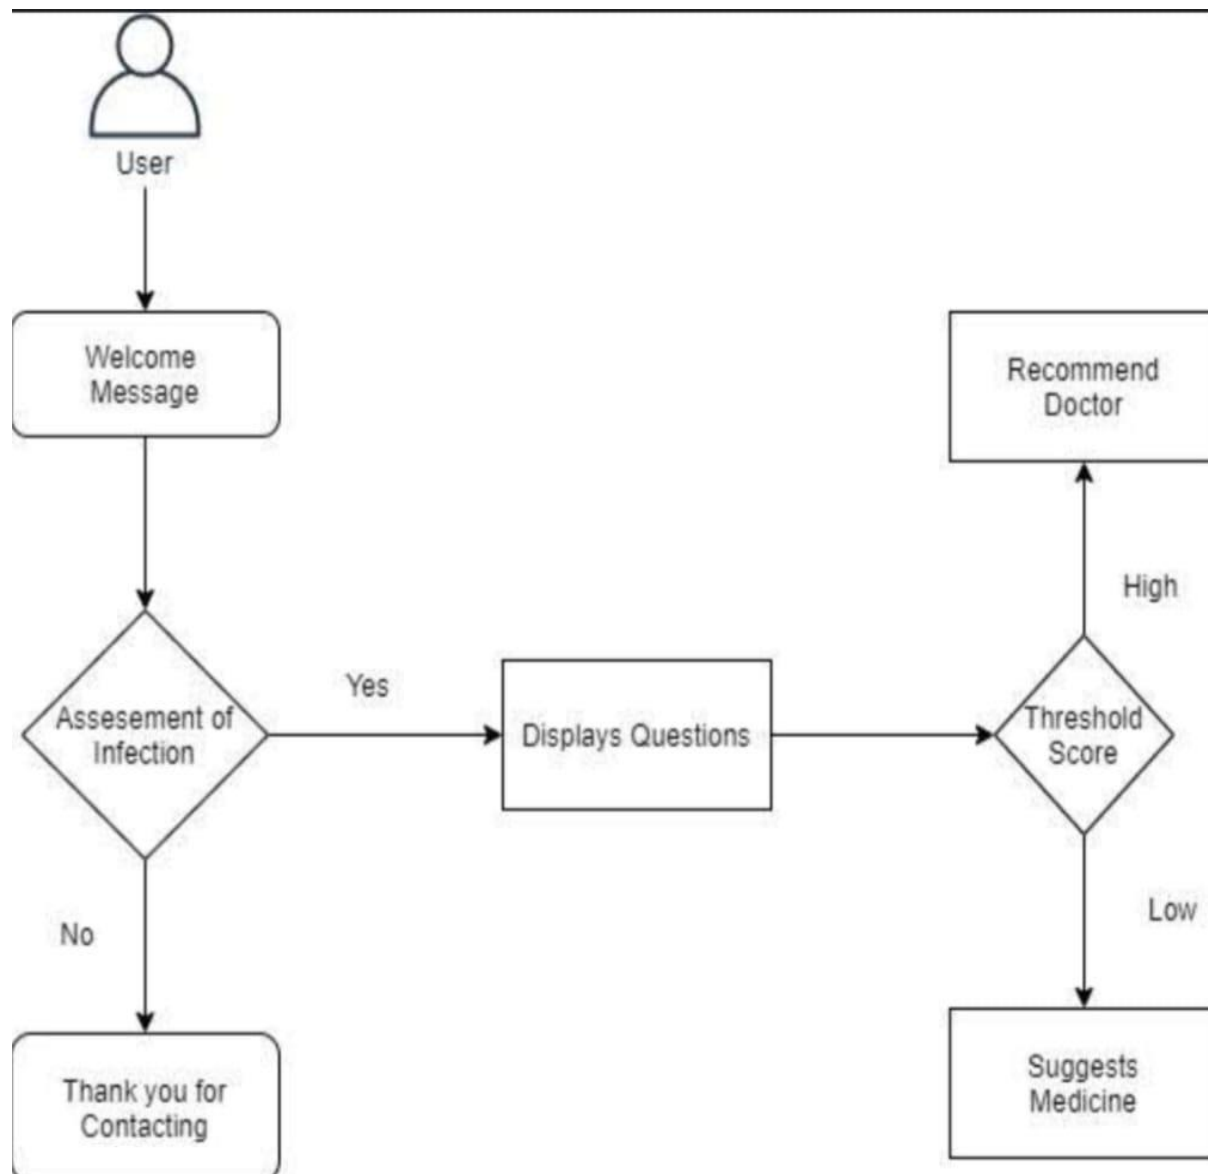 User
Welcome
Message
Assesement of
Infection
Yes
No
Thank you for
Contacting
Displays Questions
Threshold
Score
High
Recommend
Doctor
Low
Suggests
Medicine